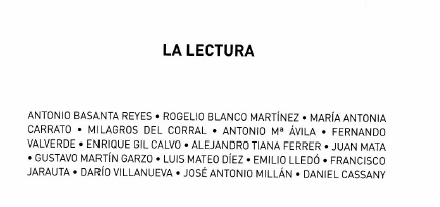 LA LECTURA
ANTONIO BASANTA REYES • ROGELIO BLANCO MARTÍNEZ • MARÍA ANTONIA
CARRATO • MILAGROS DEL CORRAL • ANTONIO Mª ÁVILA • FERNANDO
VALVERDE • ENRIQUE GIL CALVO • ALEJANDRO TIANA FERRER • JUAN MATA
• GUSTAVO MARTÍN GARZO • LUIS MATEO DÍEZ • EMILIO LLEDÓ • FRANCISCO
JARAUTA • DARÍO VILLANUEVA • JOSÉ ANTONIO MILLÁN • DANIEL CASSANY